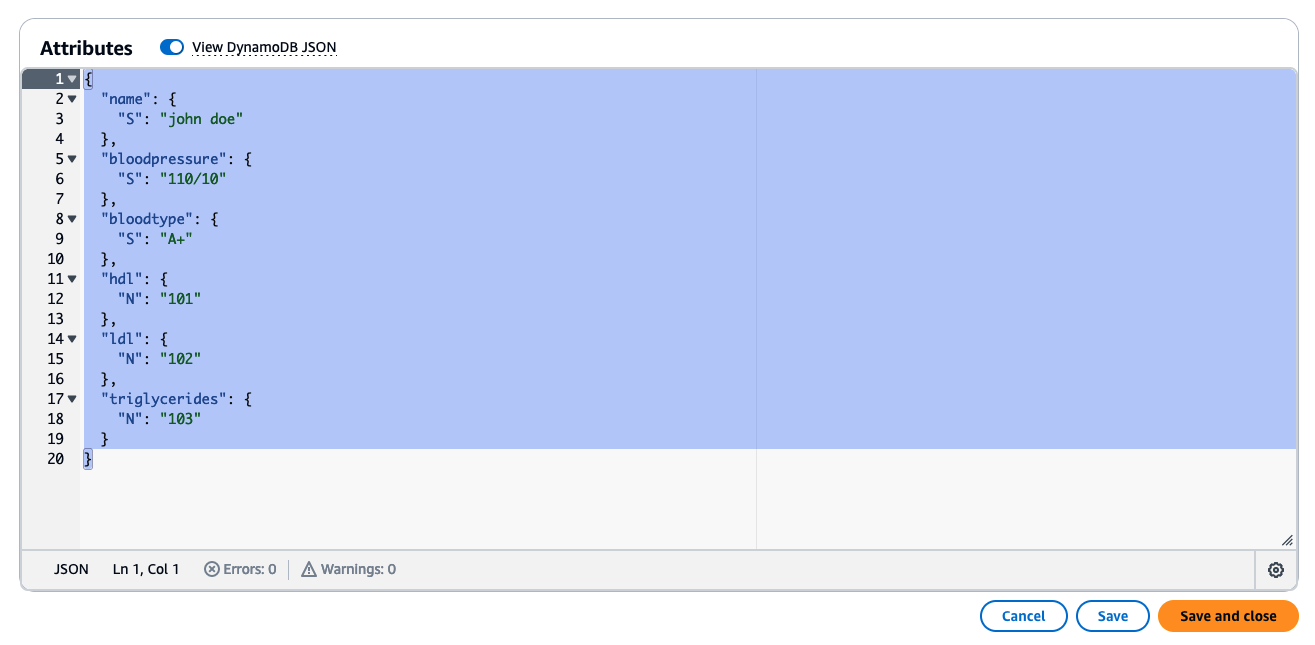 Attributes View DynamoDB JSON
1 {
2 "name": {
3 "S": "john doe"
4 },
5 "bloodpressure": {
6 "S": "110/10"
7 },
8 "bloodtype": {
9 "S": "A+"
10 },
11 "hdl": {
12 "N": "101"
13 },
14 "ldl": {
15 "N": "102"
16 },
17 "triglycerides": {
18 "N": "103"
19 }
20 }
JSON Ln 1, Col 1 Errors: 0 Warnings: 0
Cancel Save Save and close